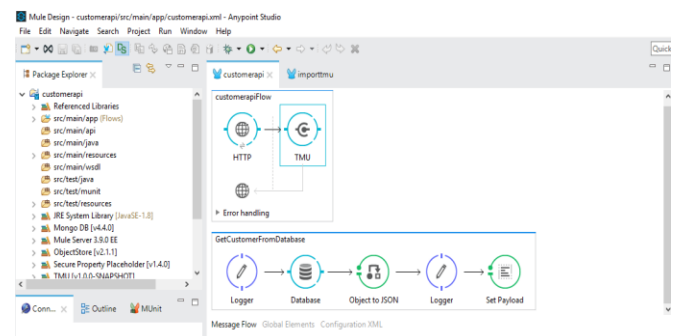 Mule Design - customerapi/src/main/app/customerapi.xml - Anypoint Studio
File Edit Navigate Search Project Run Window Help
Quick
Package Explorer
customerapi
importtmu
customerapi
Referenced Libraries
src/main/app (Flows)
src/main/api
src/main/java
src/main/resources
src/main/wsdl
src/test/java
src/test/munit
src/test/resources
JRE System Library [JavaSE-1.8]
Mongo DB [v4.4.0]
Mule Server 3.9.0 EE
ObjectStore [v2.1.1]
Secure Property Placeholder [v1.4.0]
TMU [v1.0.0-SNAPSHOT]
customerapiFlow
HTTP
TMU
Error handling
GetCustomerFromDatabase
Logger
Database
Object to JSON
Logger
Set Payload
Conn...
Outline
MUnit
Message Flow Global Elements Configuration XML